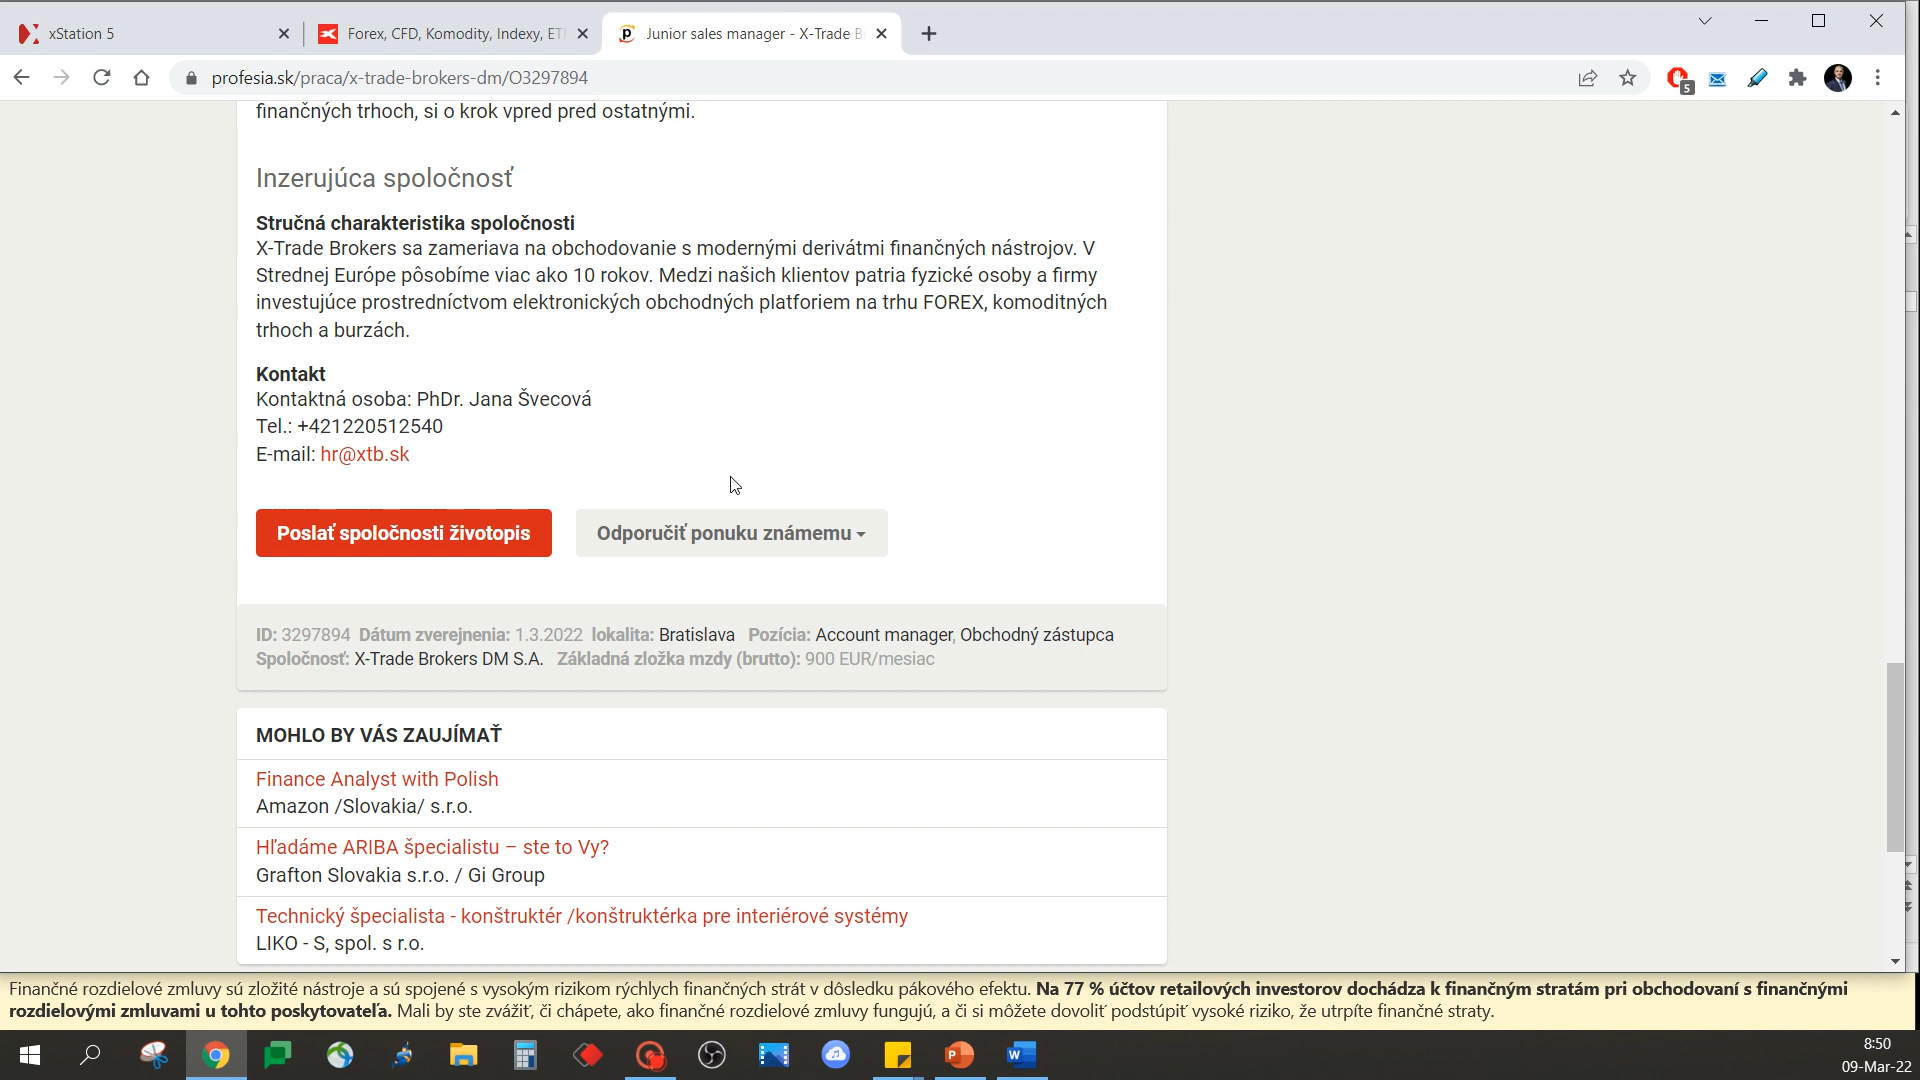 xStation 5
Forex, CFD, Komodity, Indexy, ET
Junior sales manager - X-Trade B
profesia.sk/praca/x-trade-brokers-dm/O3297894
5
finančných trhoch, si o krok vpred pred ostatnými.
Inzerujúca spoločnosť
Stručná charakteristika spoločnosti
X-Trade Brokers sa zameriava na obchodovanie s modernými derivátmi finančných nástrojov. V
Strednej Európe pôsobíme viac ako 10 rokov. Medzi našich klientov patria fyzické osoby a firmy
investujúce prostredníctvom elektronických obchodných platforiem na trhu FOREX, komoditných
trhoch a burzách.
Kontakt
Kontaktná osoba: PhDr. Jana Švecová
Tel.: +421220512540
E-mail: hr@xtb.sk
Poslať spoločnosti životopis
Odporučiť ponuku známemu
ID: 3297894 Dátum zverejnenia: 1.3.2022 lokalita: Bratislava Pozícia: Account manager, Obchodný zástupca
Spoločnosť: X-Trade Brokers DM S.A. Základná zložka mzdy (brutto): 900 EUR/mesiac
MOHLO BY VÁS ZAUJÍMAŤ
Finance Analyst with Polish
Amazon /Slovakia/ s.r.o.
Hľadáme ARIBA špecialistu – ste to Vy?
Grafton Slovakia s.r.o. / Gi Group
Technický špecialista - konštruktér /konštruktérka pre interiérové systémy
LIKO - S, spol. s r.o.
Finančné rozdielové zmluvy sú zložité nástroje a sú spojené s vysokým rizikom rýchlych finančných strát v dôsledku pákového efektu. Na 77 % účtov retailových investorov dochádza k finančným stratám pri obchodovaní s finančnými
rozdielovými zmluvami u tohto poskytovateľa. Mali by ste zvážiť, či chápete, ako finančné rozdielové zmluvy fungujú, a či si môžete dovoliť podstúpiť vysoké riziko, že utrpíte finančné straty.
8:50
09-Mar-22